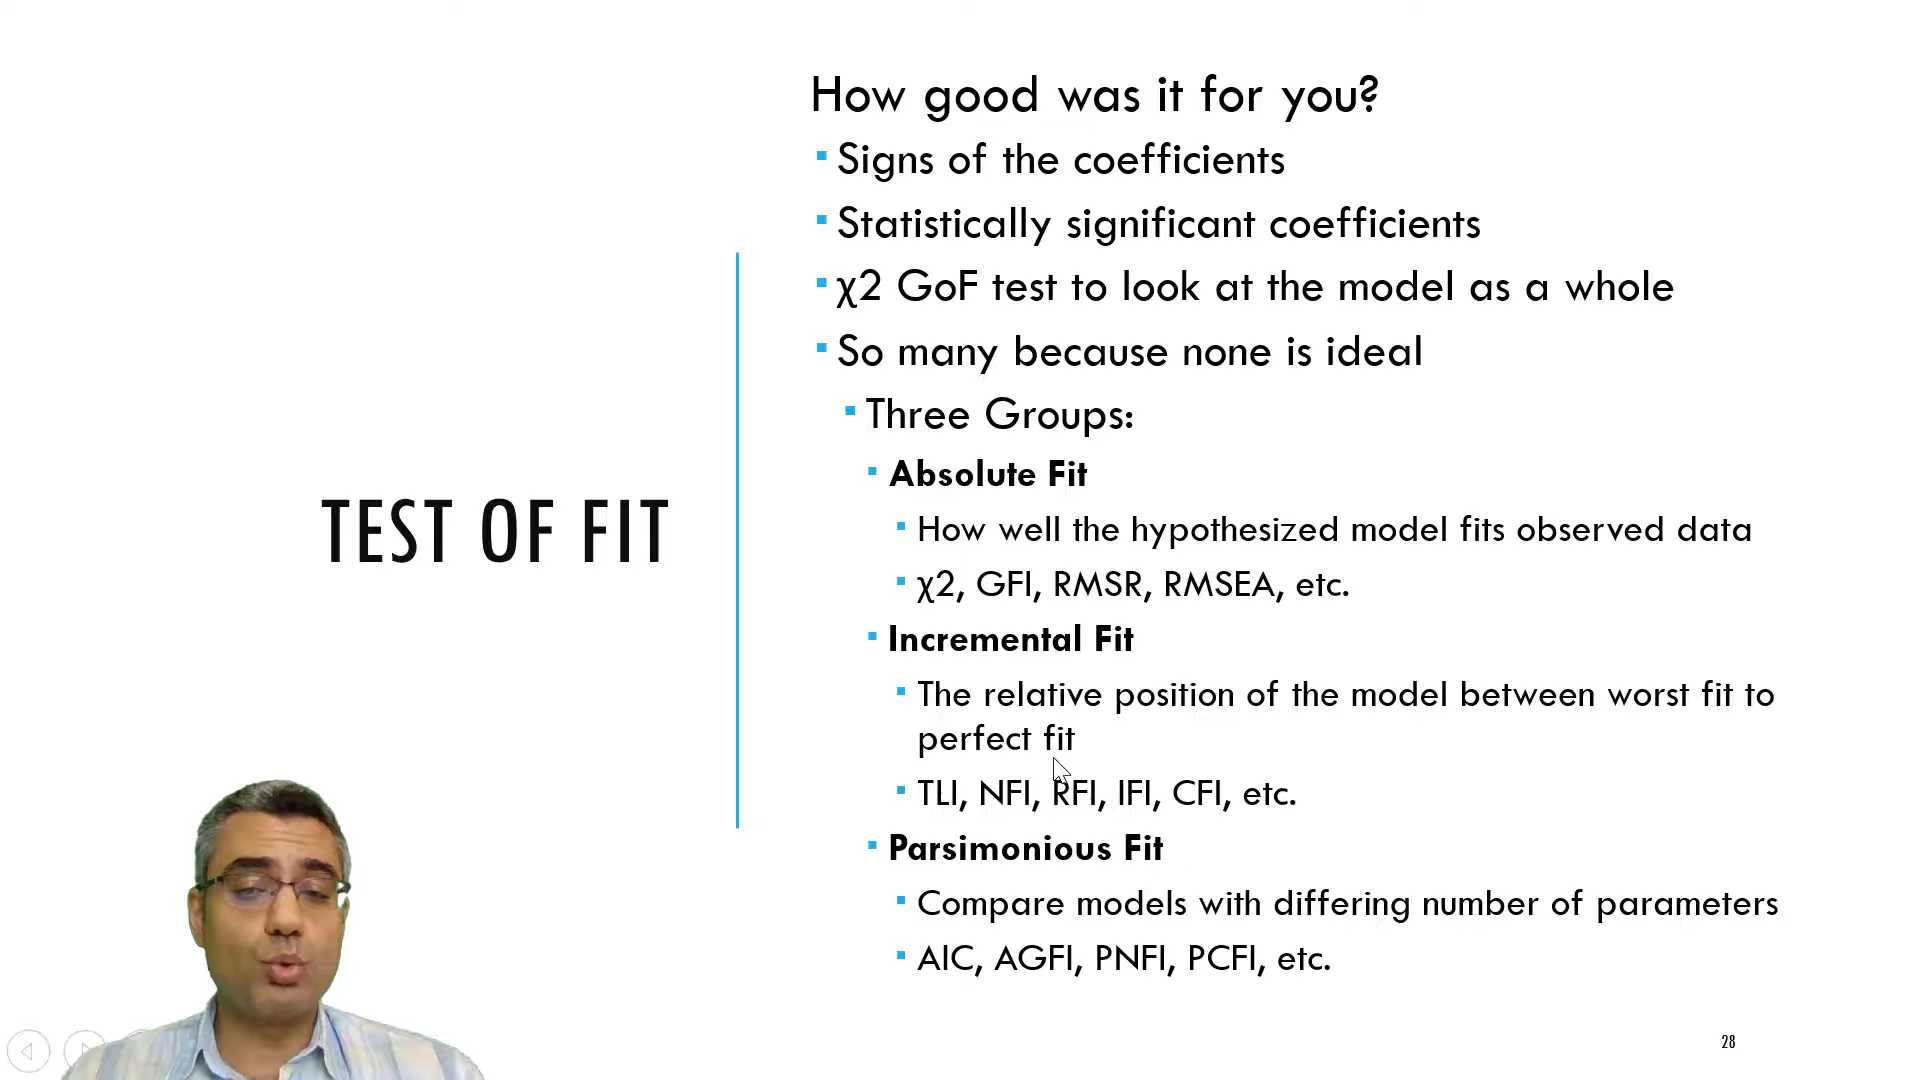 How good was it for you?
Signs of the coefficients
Statistically significant coefficients
χ2 GoF test to look at the model as a whole
So many because none is ideal
Three Groups:
Absolute Fit
How well the hypothesized model fits observed data
χ2, GFI, RMSR, RMSEA, etc.
Incremental Fit
The relative position of the model between worst fit to
perfect fit
TLI, NFI, RFI, IFI, CFI, etc.
Parsimonious Fit
Compare models with differing number of parameters
AIC, AGFI, PNFI, PCFI, etc.
TEST OF FIT
28